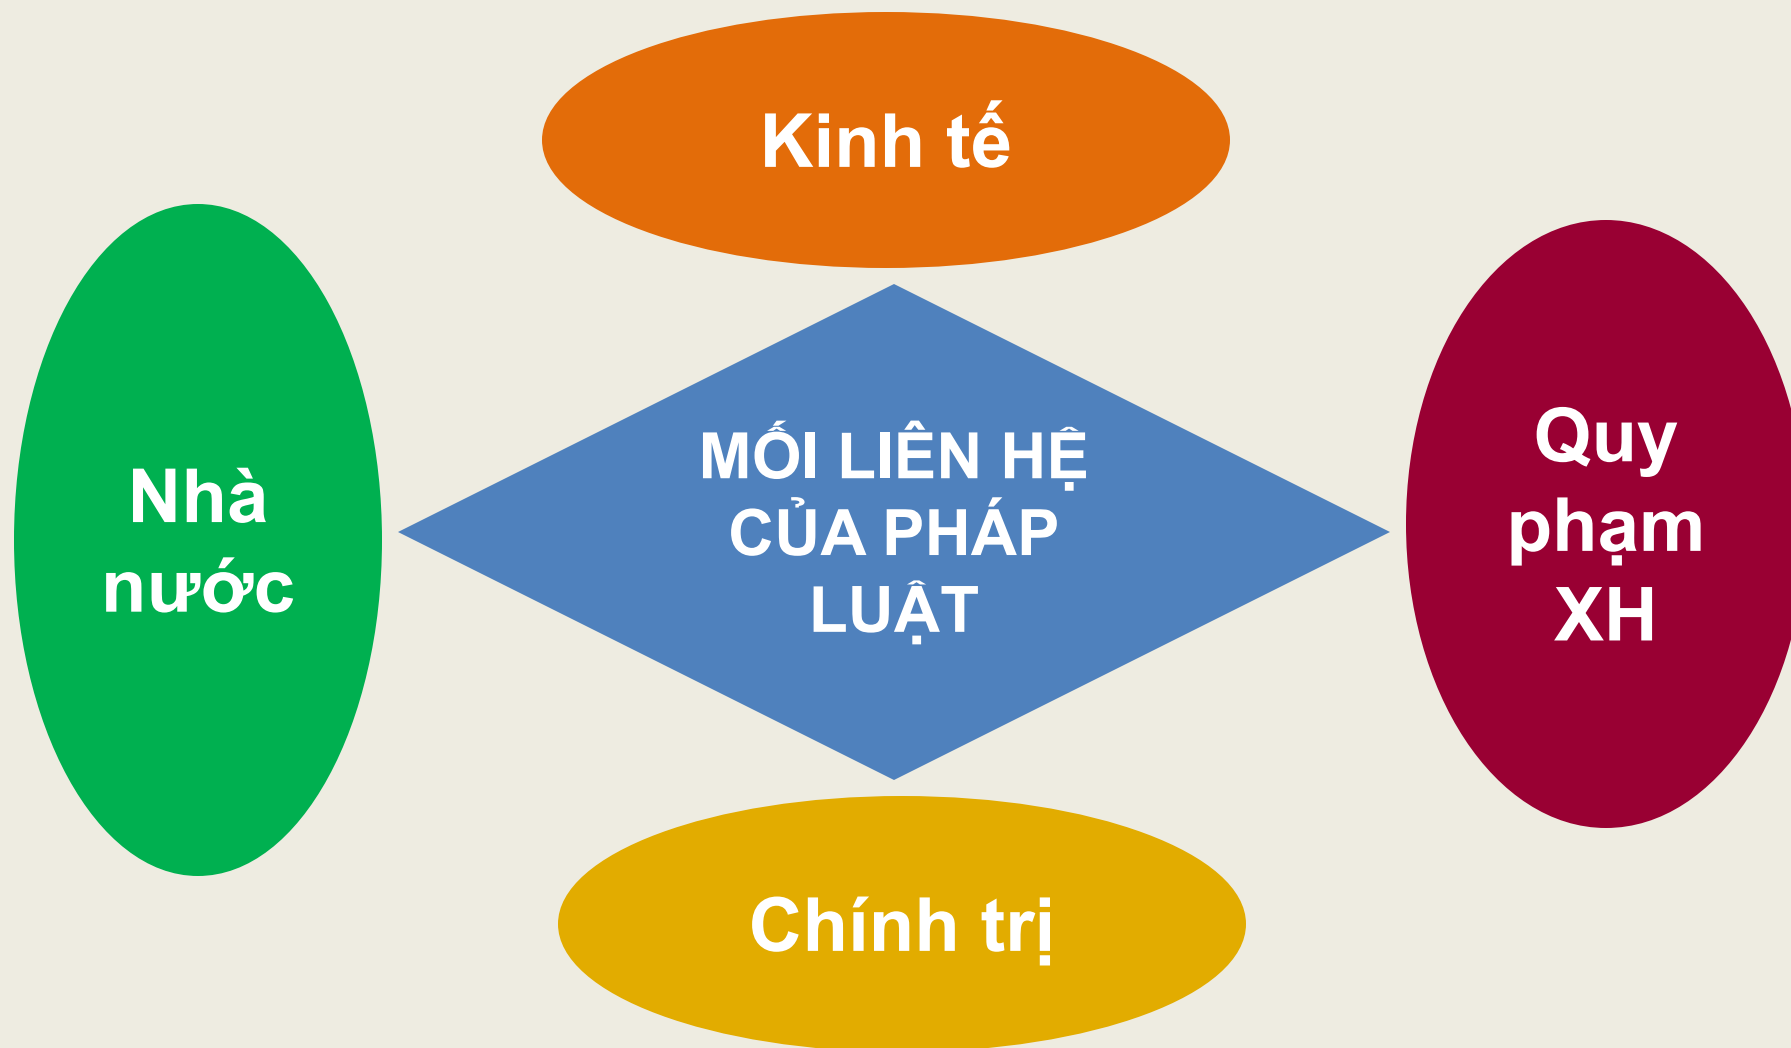 Kinh tế
Nhà
nước
MỐI LIÊN HỆ
CỦA PHÁP
LUẬT
Quy
phạm
XH
Chính trị